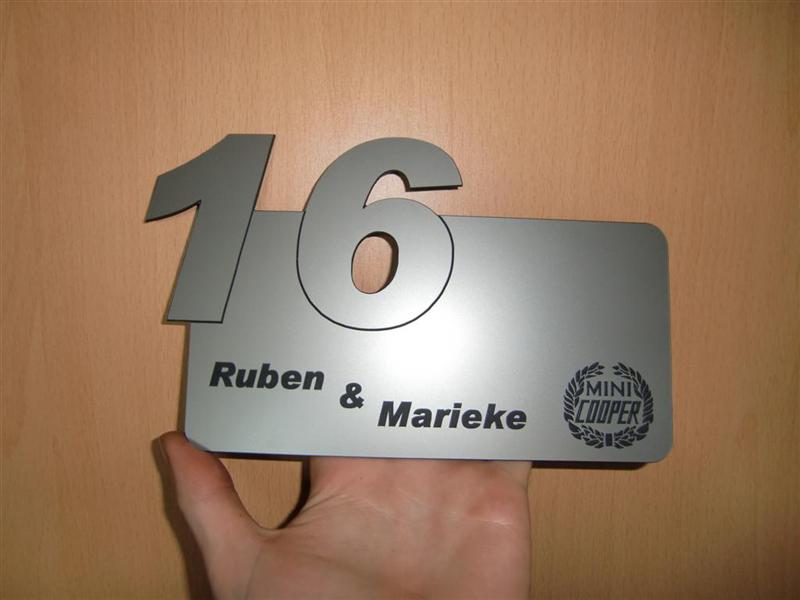 16
Ruben
&
Marieke
MINI
COOPER